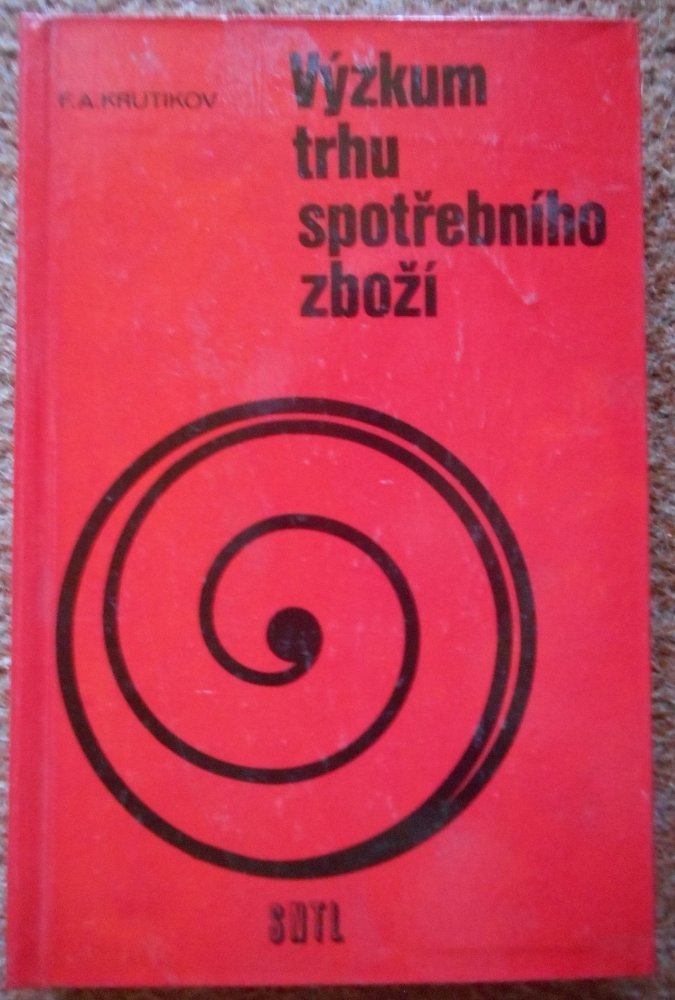 F. A. KRUTIKOV
Výzkum
trhu
spotřebního
zboží
SNTL